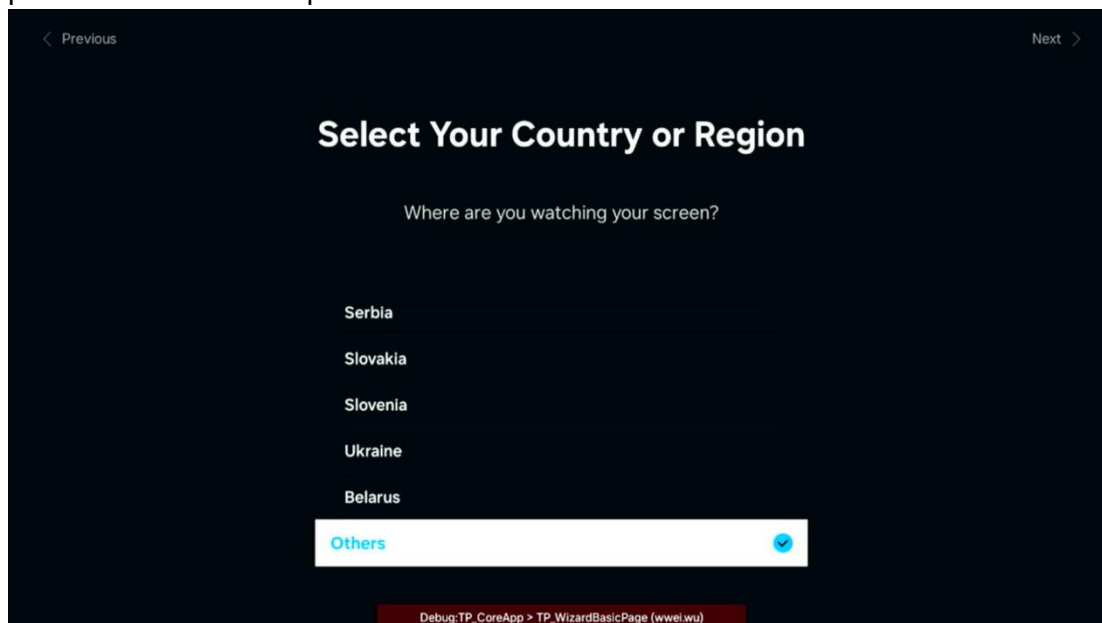 Previous
Next
Select Your Country or Region
Where are you watching your screen?
Serbia
Slovakia
Slovenia
Ukraine
Belarus
Others
Debug:TP_CoreApp > TP_WizardBasicPage (wwei.wu)